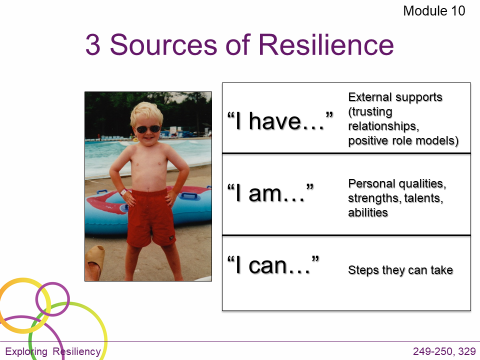 Module 10
3 Sources of Resilience
“I have…”
External supports
(trusting
relationships,
positive role models)
“I am…”
Personal qualities,
strengths, talents,
abilities
“I can…”
Steps they can take
Exploring Resiliency
249-250, 329